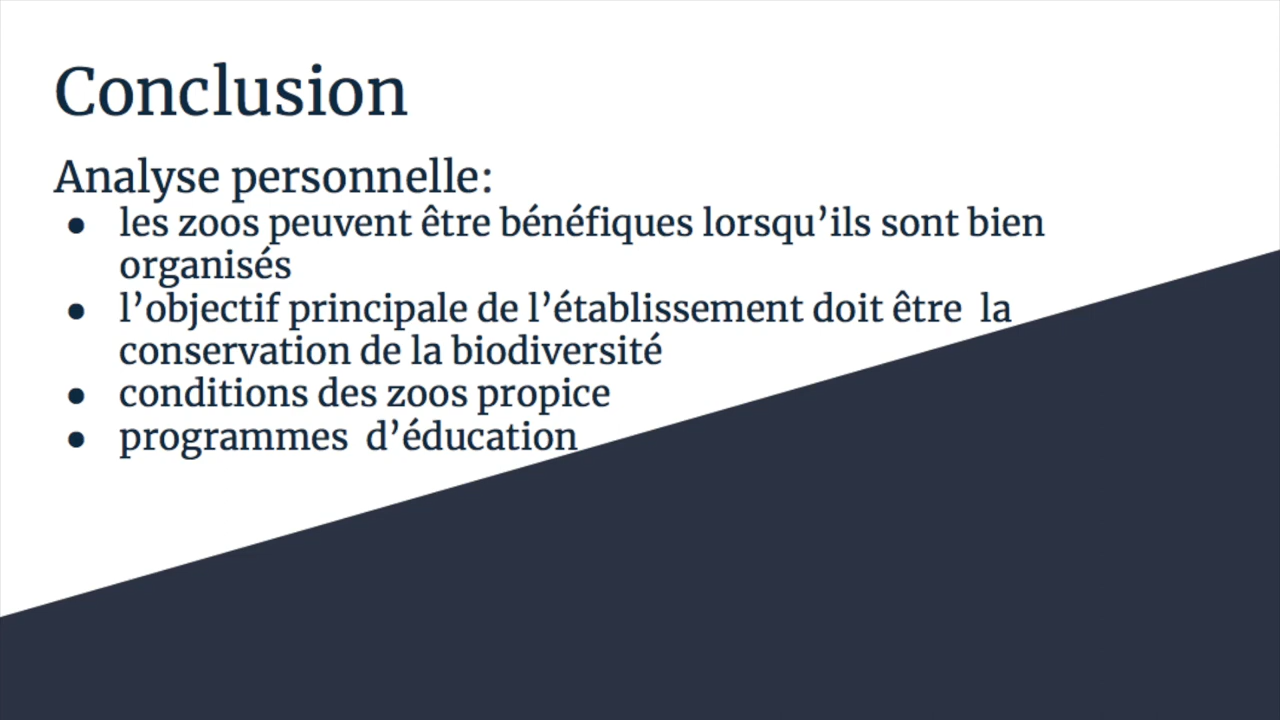 Conclusion
Analyse personnelle:
● les zoos peuvent être bénéfiques lorsqu’ils sont bien
organisés
● l’objectif principale de l’établissement doit être  la
conservation de la biodiversité
● conditions des zoos propice
● programmes  d’éducation